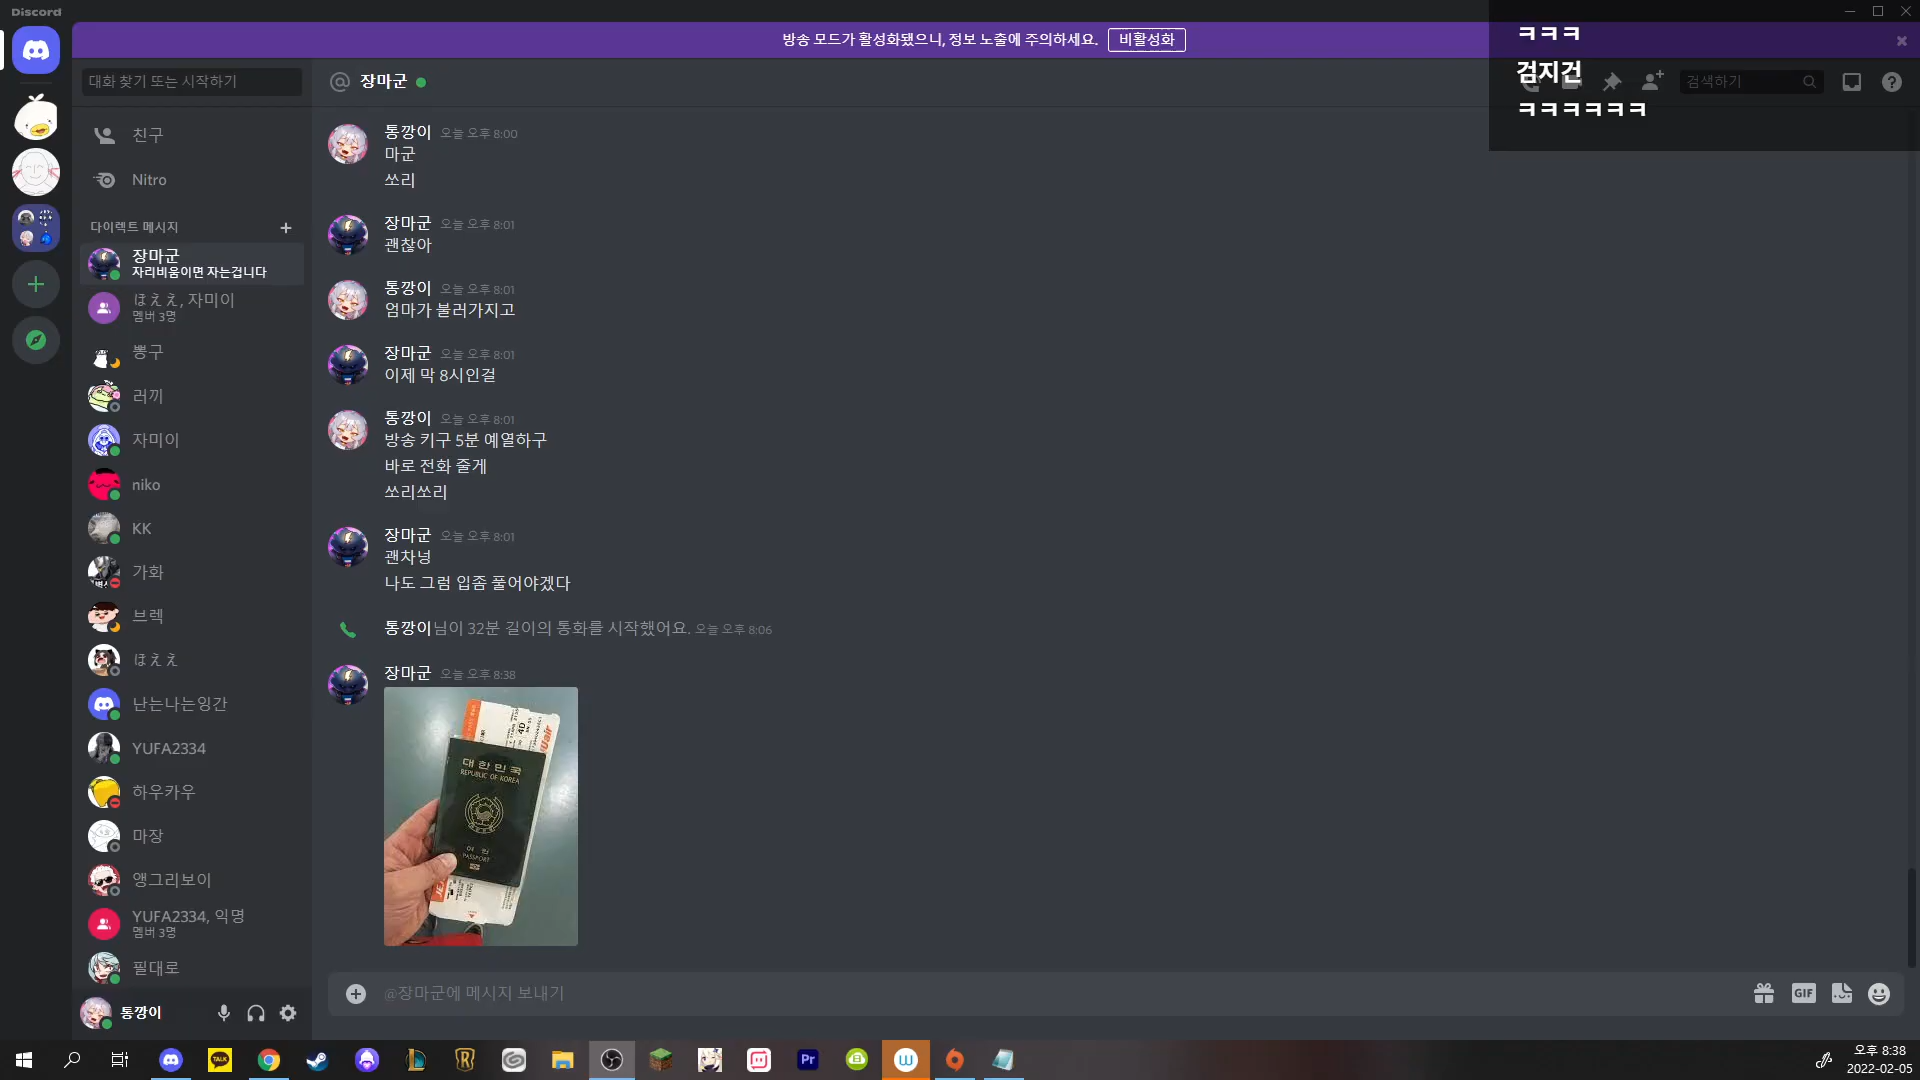 Discord
방송 모드가 활성화됐으니, 정보 노출에 주의하세요.
비활성화
ㅋㅋㅋ
검지검
ㅋㅋㅋㅋㅋㅋ
대화 찾기 또는 시작하기
장마군
검색하기
친구
Nitro
다이렉트 메시지
장마군
자리비움이면 자는겁니다
ほええ, 자미이
멤버 3명
뽕구
러끼
자미이
niko
KK
가화
브렉
ほええ
난는나는잉간
YUFA2334
하우카우
마장
앵그리보이
YUFA2334, 익명
멤버 3명
필대로
통깡이
통깡이 오늘 오후 8:00
마군
쏘리
장마군 오늘 오후 8:01
괜찮아
통깡이 오늘 오후 8:01
엄마가 불러가지고
장마군 오늘 오후 8:01
이제 막 8시인걸
통깡이 오늘 오후 8:01
방송 키구 5분 예열하구
바로 전화 줄게
쏘리쏘리
장마군 오늘 오후 8:01
괜차넝
나도 그럼 입좀 풀어야겠다
통깡이님이 32분 길이의 통화를 시작했어요. 오늘 오후 8:06
장마군 오늘 오후 8:38
4D
대한민국
REPUBLIC OF KOREA
여권
PASSPORT
@장마군에 메시지 보내기
GIF
TALK
Pr
오후 8:38
2022-02-05